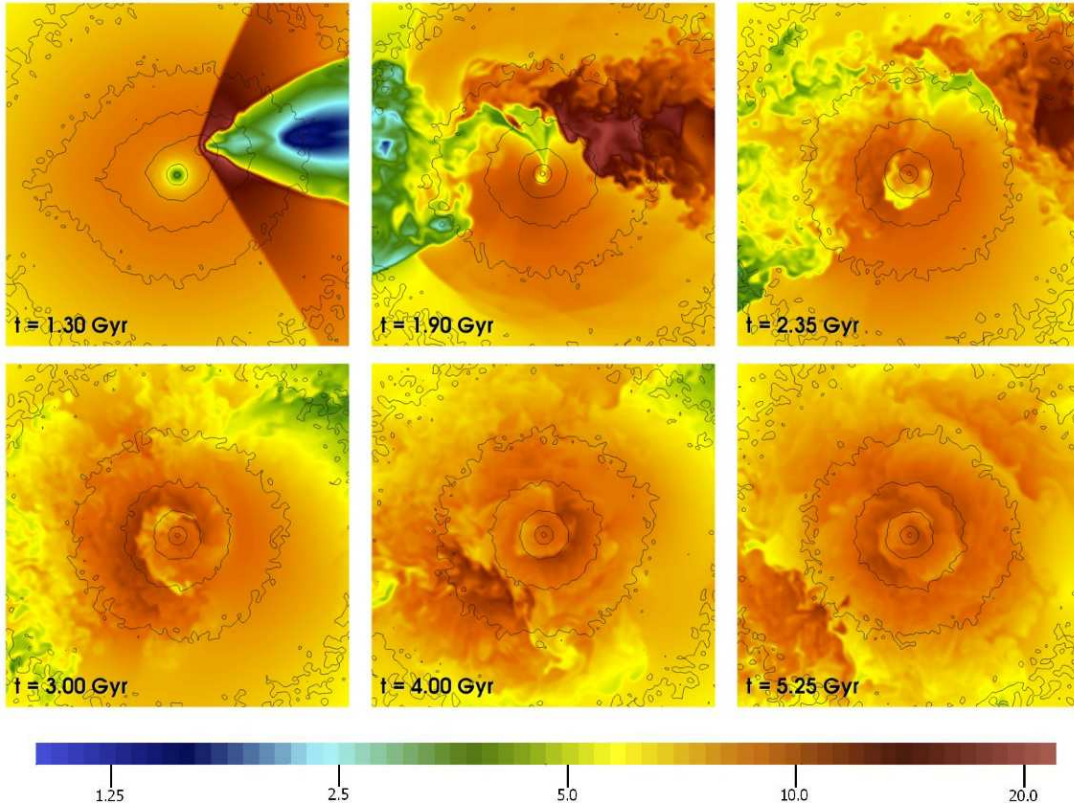 t = 1.30 Gyr
t = 1.90 Gyr
t = 2.35 Gyr
t = 3.00 Gyr
t = 4.00 Gyr
t = 5.25 Gyr
1.25 2.5 5.0 10.0 20.0